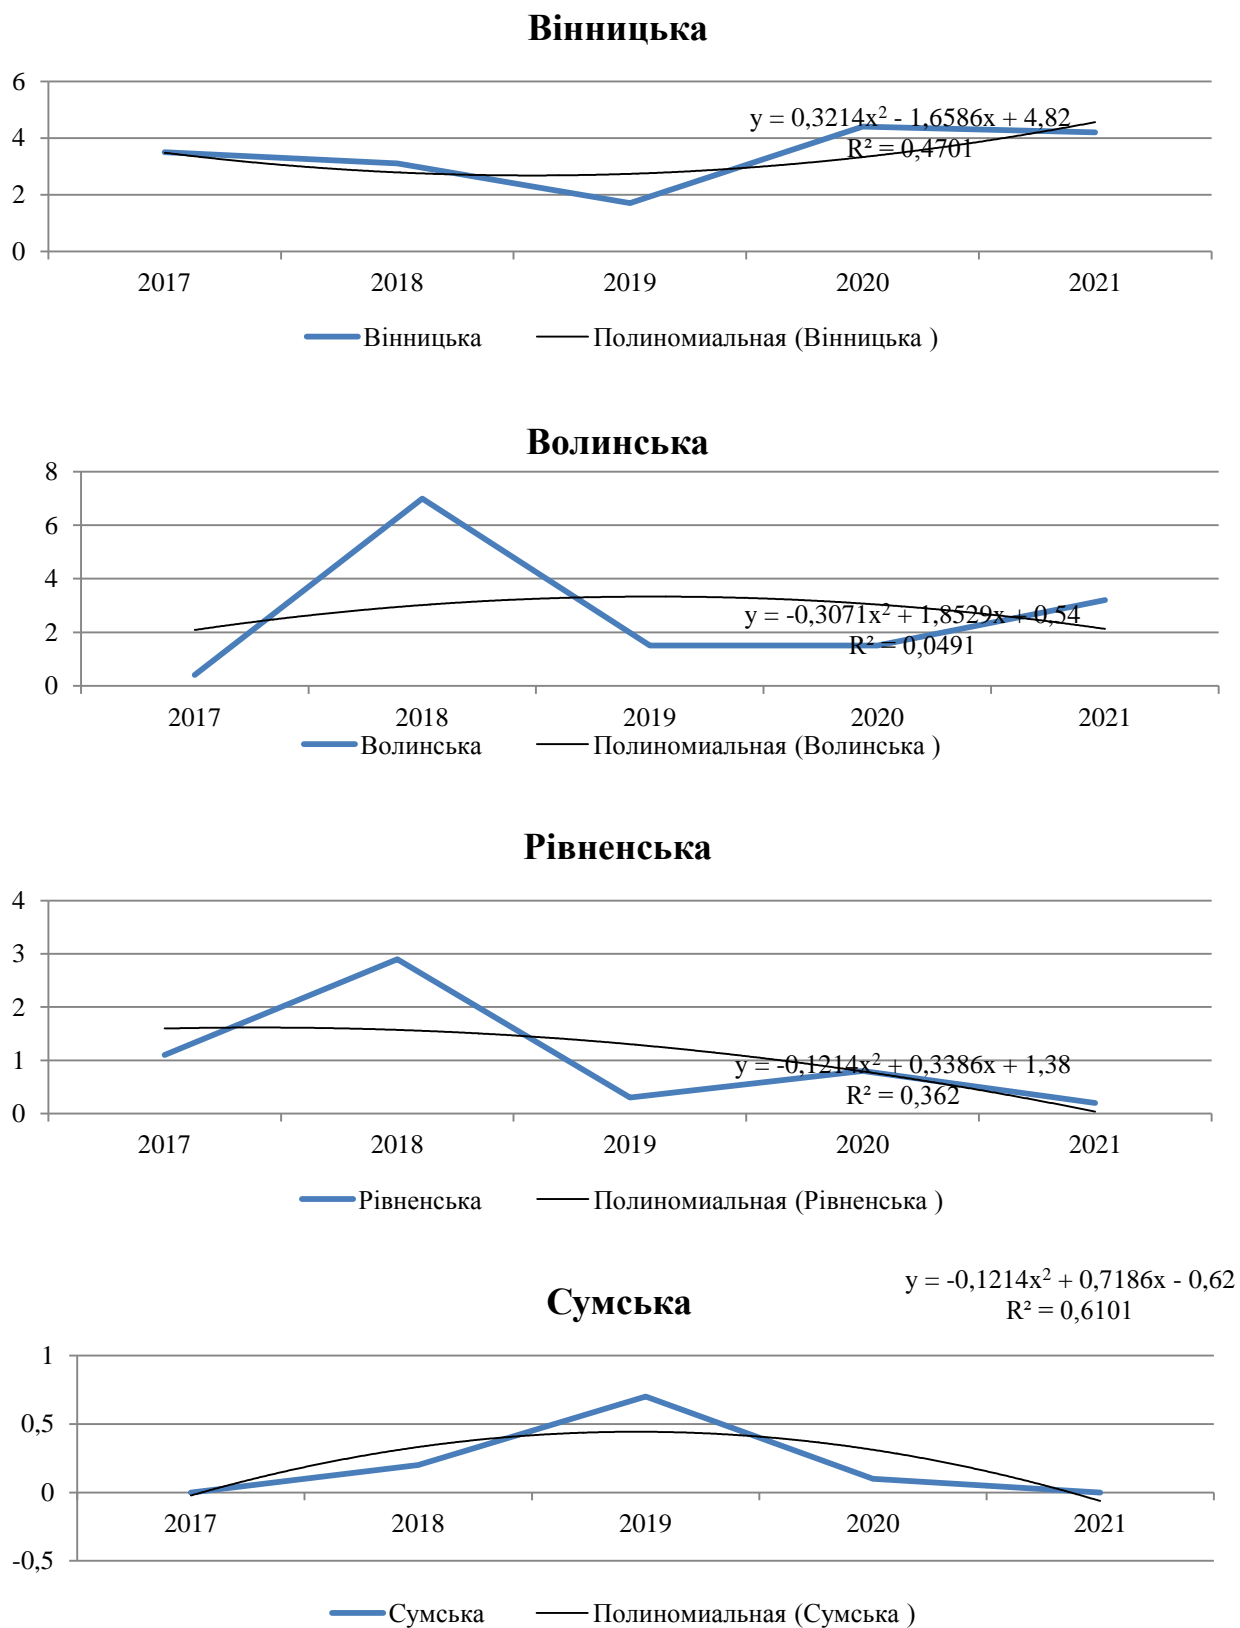 Вінницька
6
y = 0,3214x² - 1,6586x + 4,82
4
R² = 0,4701
2
0
2017 2018 2019 2020 2021
Вінницька Полиномиальная (Вінницька )
Волинська
8
6
4
y = -0,3071x² + 1,8529x + 0,54
2
R² = 0,0491
0
2017 2018 2019 2020 2021
Волинська Полиномиальная (Волинська )
Рівненська
4
3
2
1
y = -0,1214x² + 0,3386x + 1,38
R² = 0,362
0
2017 2018 2019 2020 2021
Рівненська Полиномиальная (Рівненська )
y = -0,1214x² + 0,7186x - 0,62
Сумська
R² = 0,6101
1
0,5
0
2017 2018 2019 2020 2021
-0,5
Сумська Полиномиальная (Сумська )